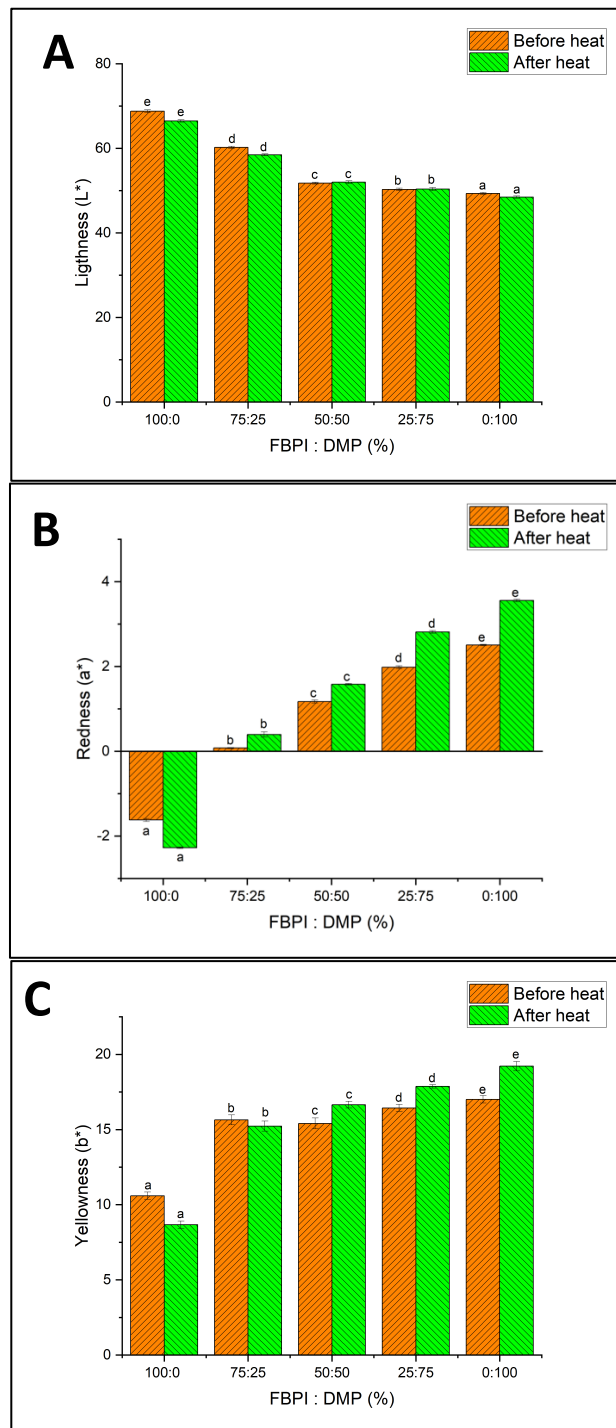 A
Before heat
After heat
80
60
40
20
0
Ligthness (L*)
e
e
d
d
c
c
b
b
a
a
100:0
75:25
50:50
25:75
0:100
FBPI : DMP (%)
B
Before heat
After heat
4
2
0
-2
Redness (a*)
a
a
b
b
c
c
d
d
e
e
100:0
75:25
50:50
25:75
0:100
FBPI : DMP (%)
C
Before heat
After heat
20
15
10
5
0
Yellowness (b*)
a
a
b
b
c
c
d
d
e
e
100:0
75:25
50:50
25:75
0:100
FBPI : DMP (%)